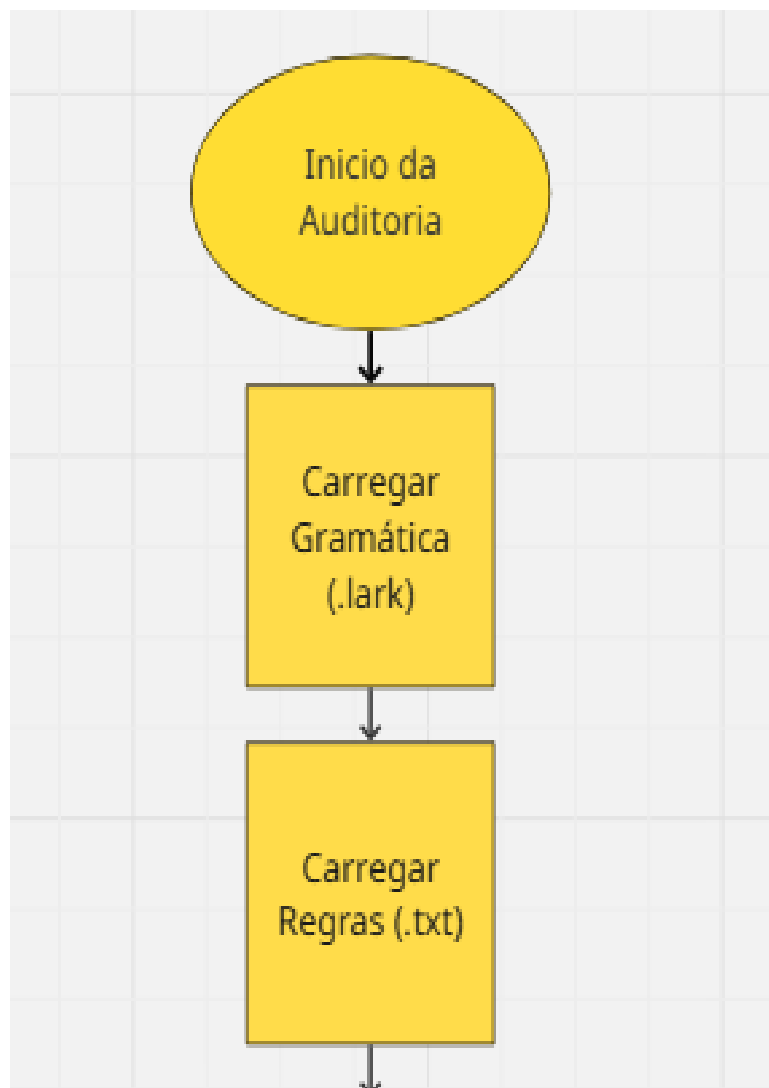 Inicio da
Auditoria
Carregar
Gramática
(.lark)
Carregar
Regras (.txt)